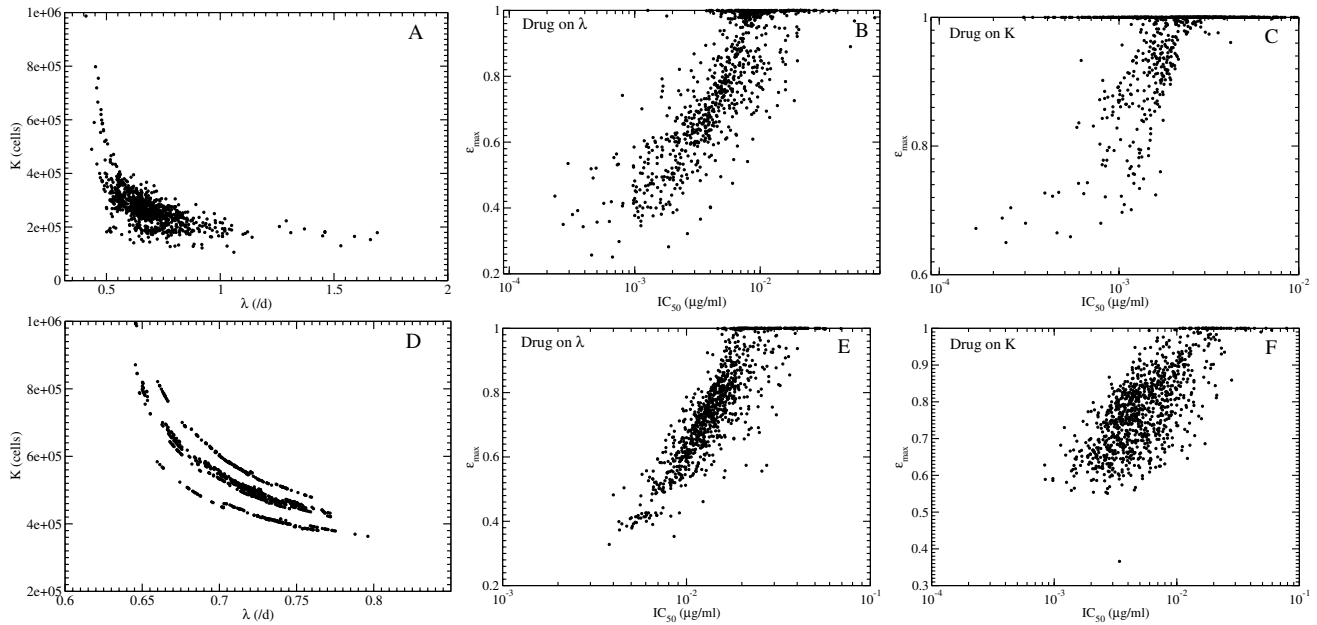 A
K (cells)
1e+06
8e+05
6e+05
4e+05
2e+05
0
0.5
1
1.5
2
λ (/d)
Drug on λ
B
ε_max
1
0.8
0.6
0.4
0.2
10^-4
10^-3
10^-2
IC_50 (μg/ml)
Drug on K
C
ε_max
1
0.8
0.6
10^-4
10^-3
10^-2
IC_50 (μg/ml)
D
K (cells)
1e+06
8e+05
6e+05
4e+05
2e+05
0.6
0.65
0.7
0.75
0.8
λ (/d)
Drug on λ
E
ε_max
1
0.8
0.6
0.4
0.2
10^-3
10^-2
10^-1
IC_50 (μg/ml)
Drug on K
F
ε_max
1
0.9
0.8
0.7
0.6
0.5
0.4
0.3
10^-4
10^-3
10^-2
10^-1
IC_50 (μg/ml)